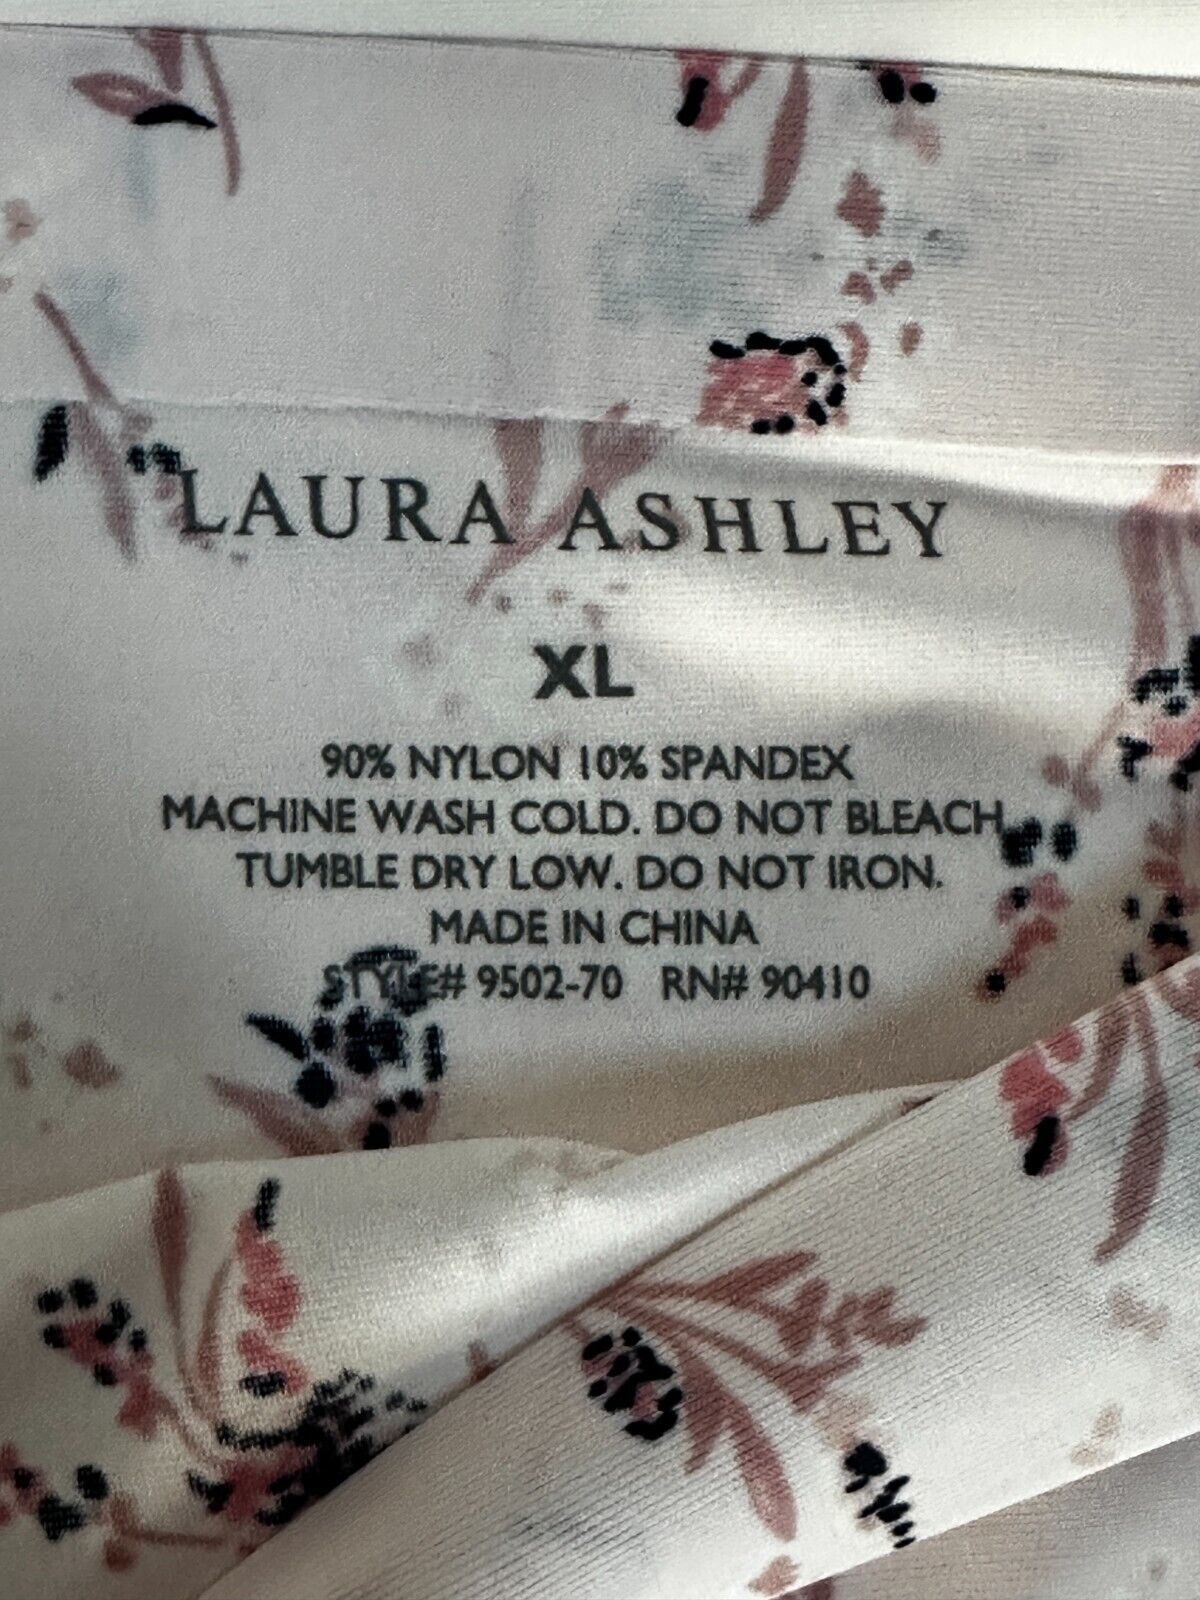 LAURA ASHLEY
XL
90% NYLON 10% SPANDEX
MACHINE WASH COLD. DO NOT BLEACH.
TUMBLE DRY LOW. DO NOT IRON.
MADE IN CHINA
STYLE# 9502-70 RN# 90410